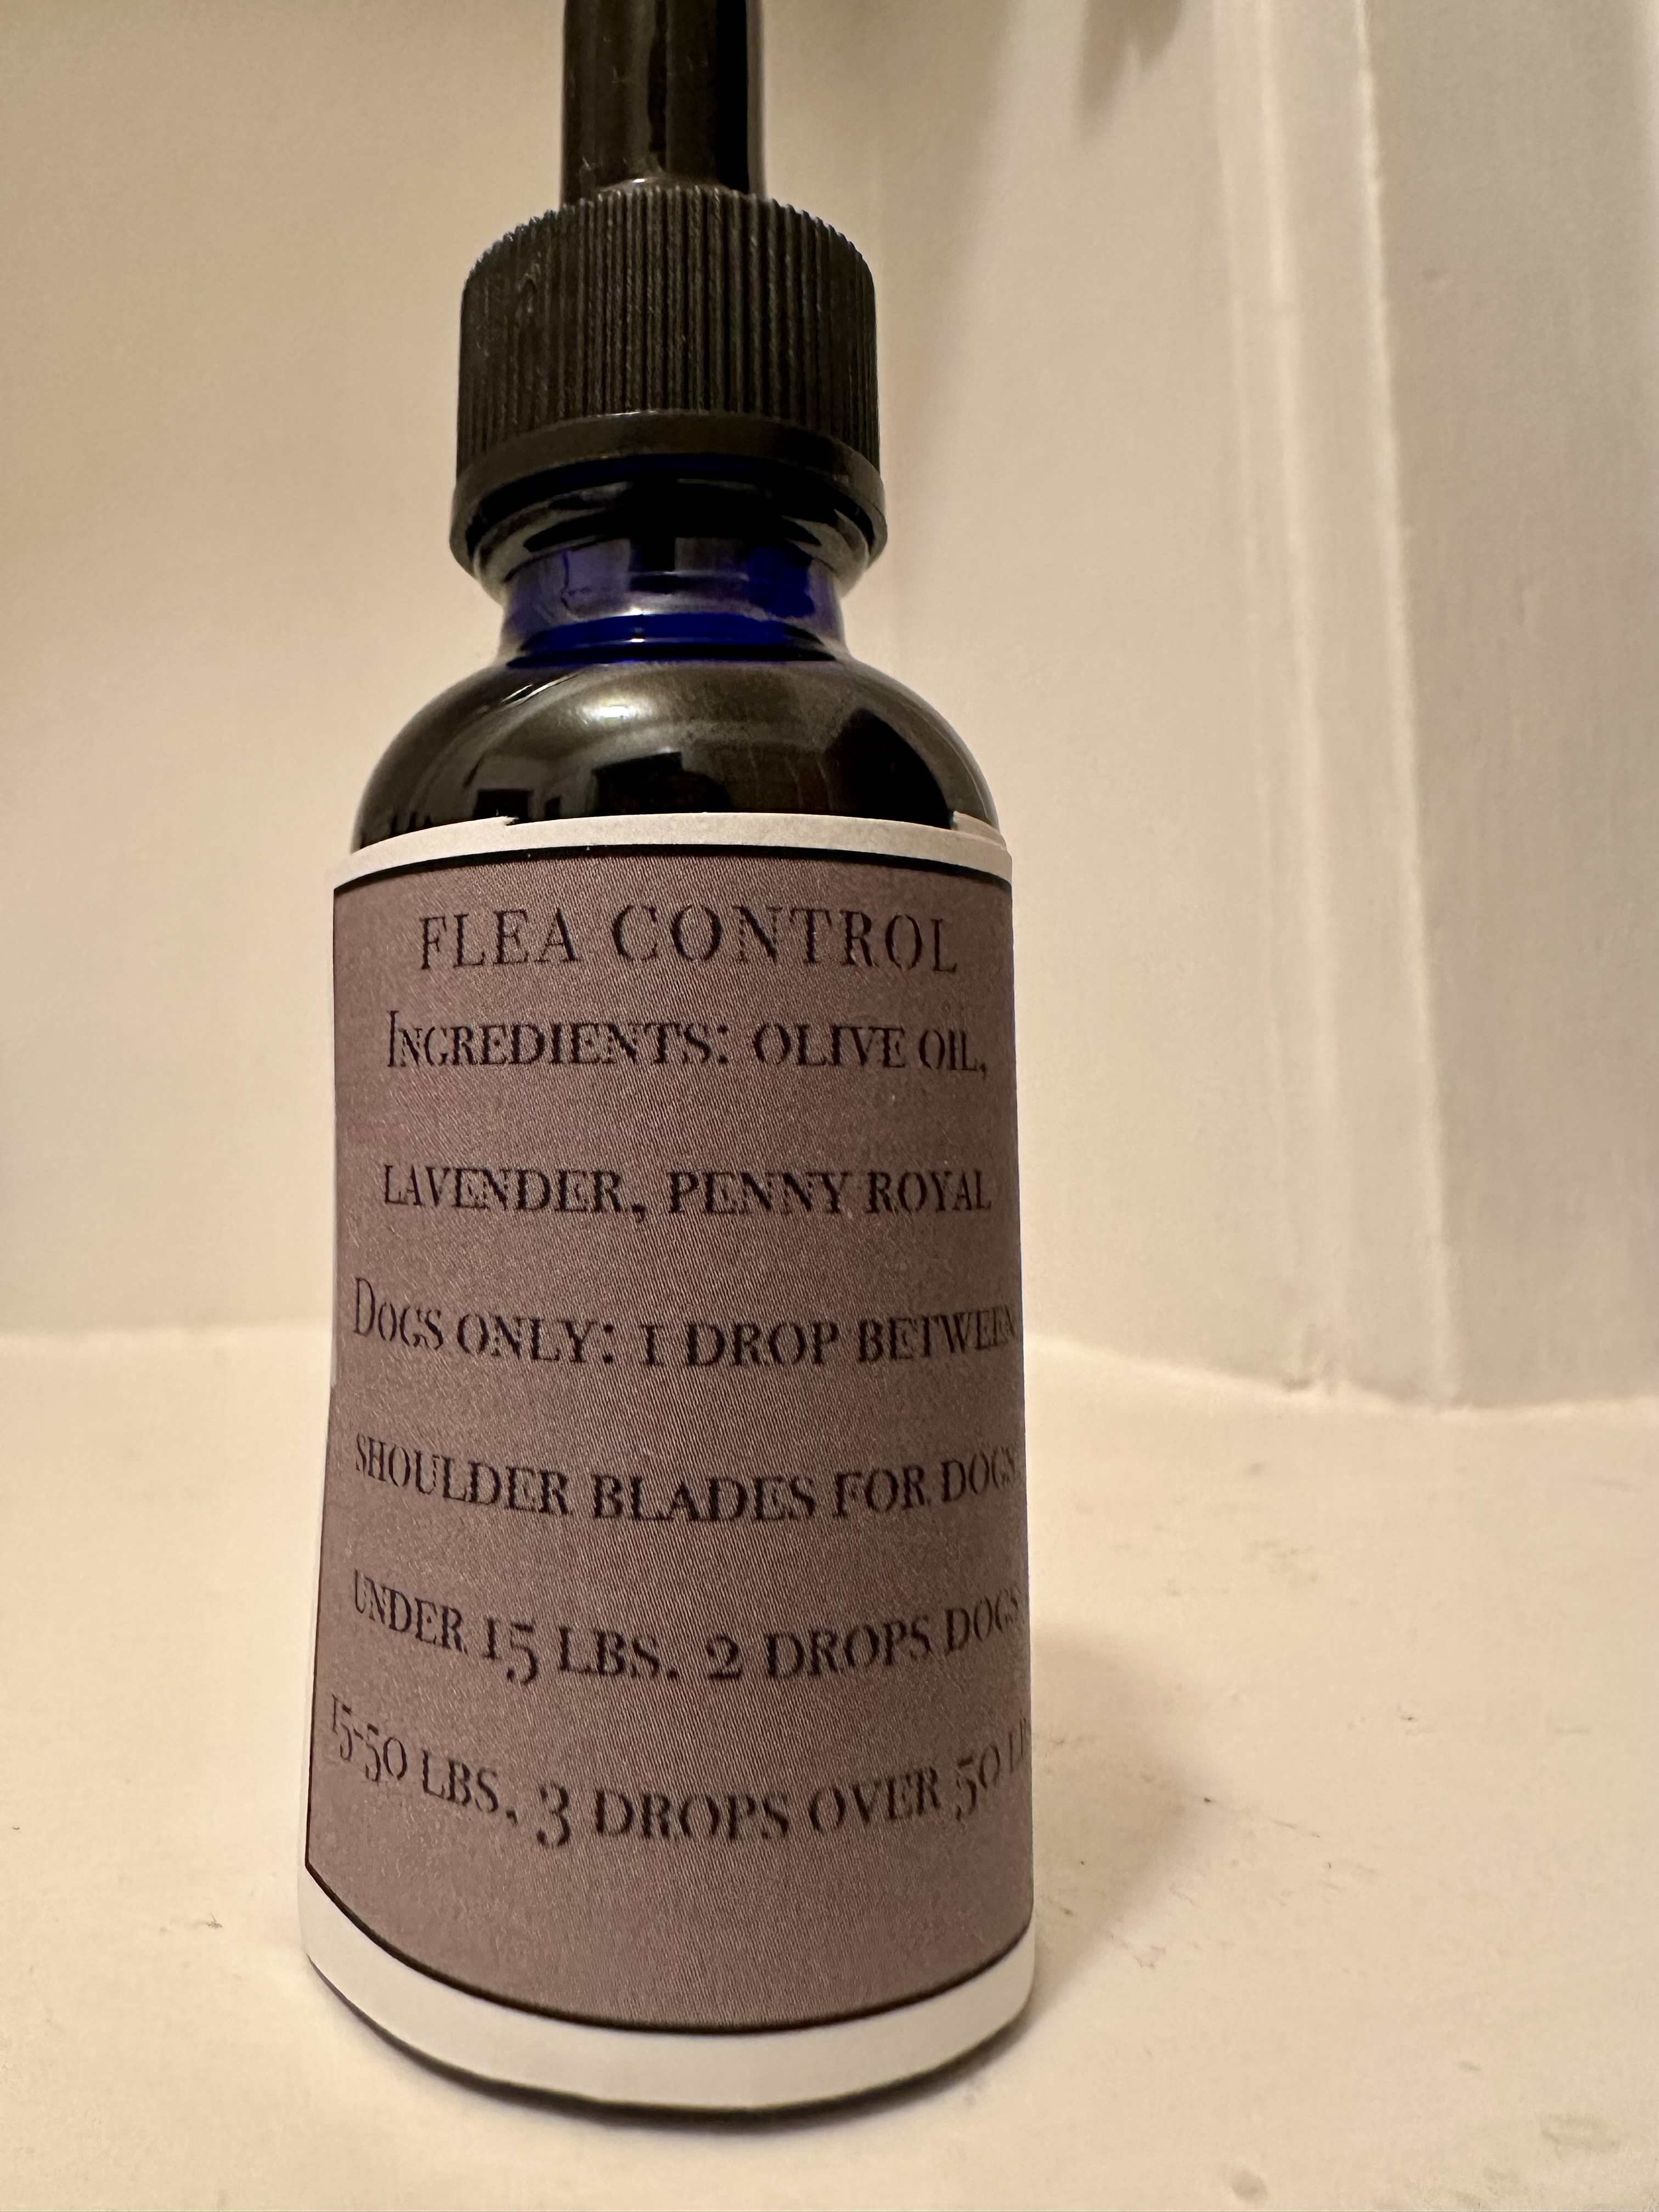 FLEA CONTROL
INGREDIENTS: OLIVE OIL,
LAVENDER, PENNY ROYAL
DOGS ONLY: 1 DROP BETWEEN
SHOULDER BLADES FOR DOGS
UNDER 15 LBS. 2 DROPS DOGS
15-50 LBS. 3 DROPS OVER 50